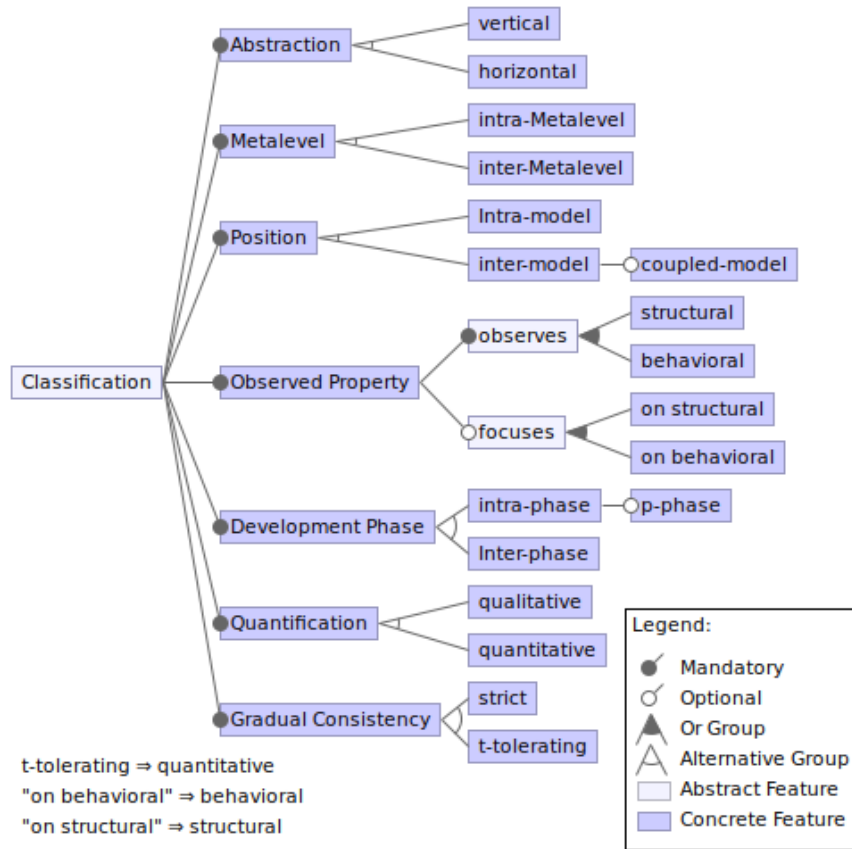 vertical
Abstraction
horizontal
intra-Metalevel
Metalevel
inter-Metalevel
Intra-model
Position
inter-model
coupled-model
structural
observes
behavioral
Classification
Observed Property
on structural
focuses
on behavioral
intra-phase
p-phase
Development Phase
Inter-phase
qualitative
Quantification
quantitative
strict
Gradual Consistency
t-tolerating
t-tolerating ⇒ quantitative
"on behavioral" ⇒ behavioral
"on structural" ⇒ structural
Legend:
Mandatory
Optional
Or Group
Alternative Group
Abstract Feature
Concrete Feature